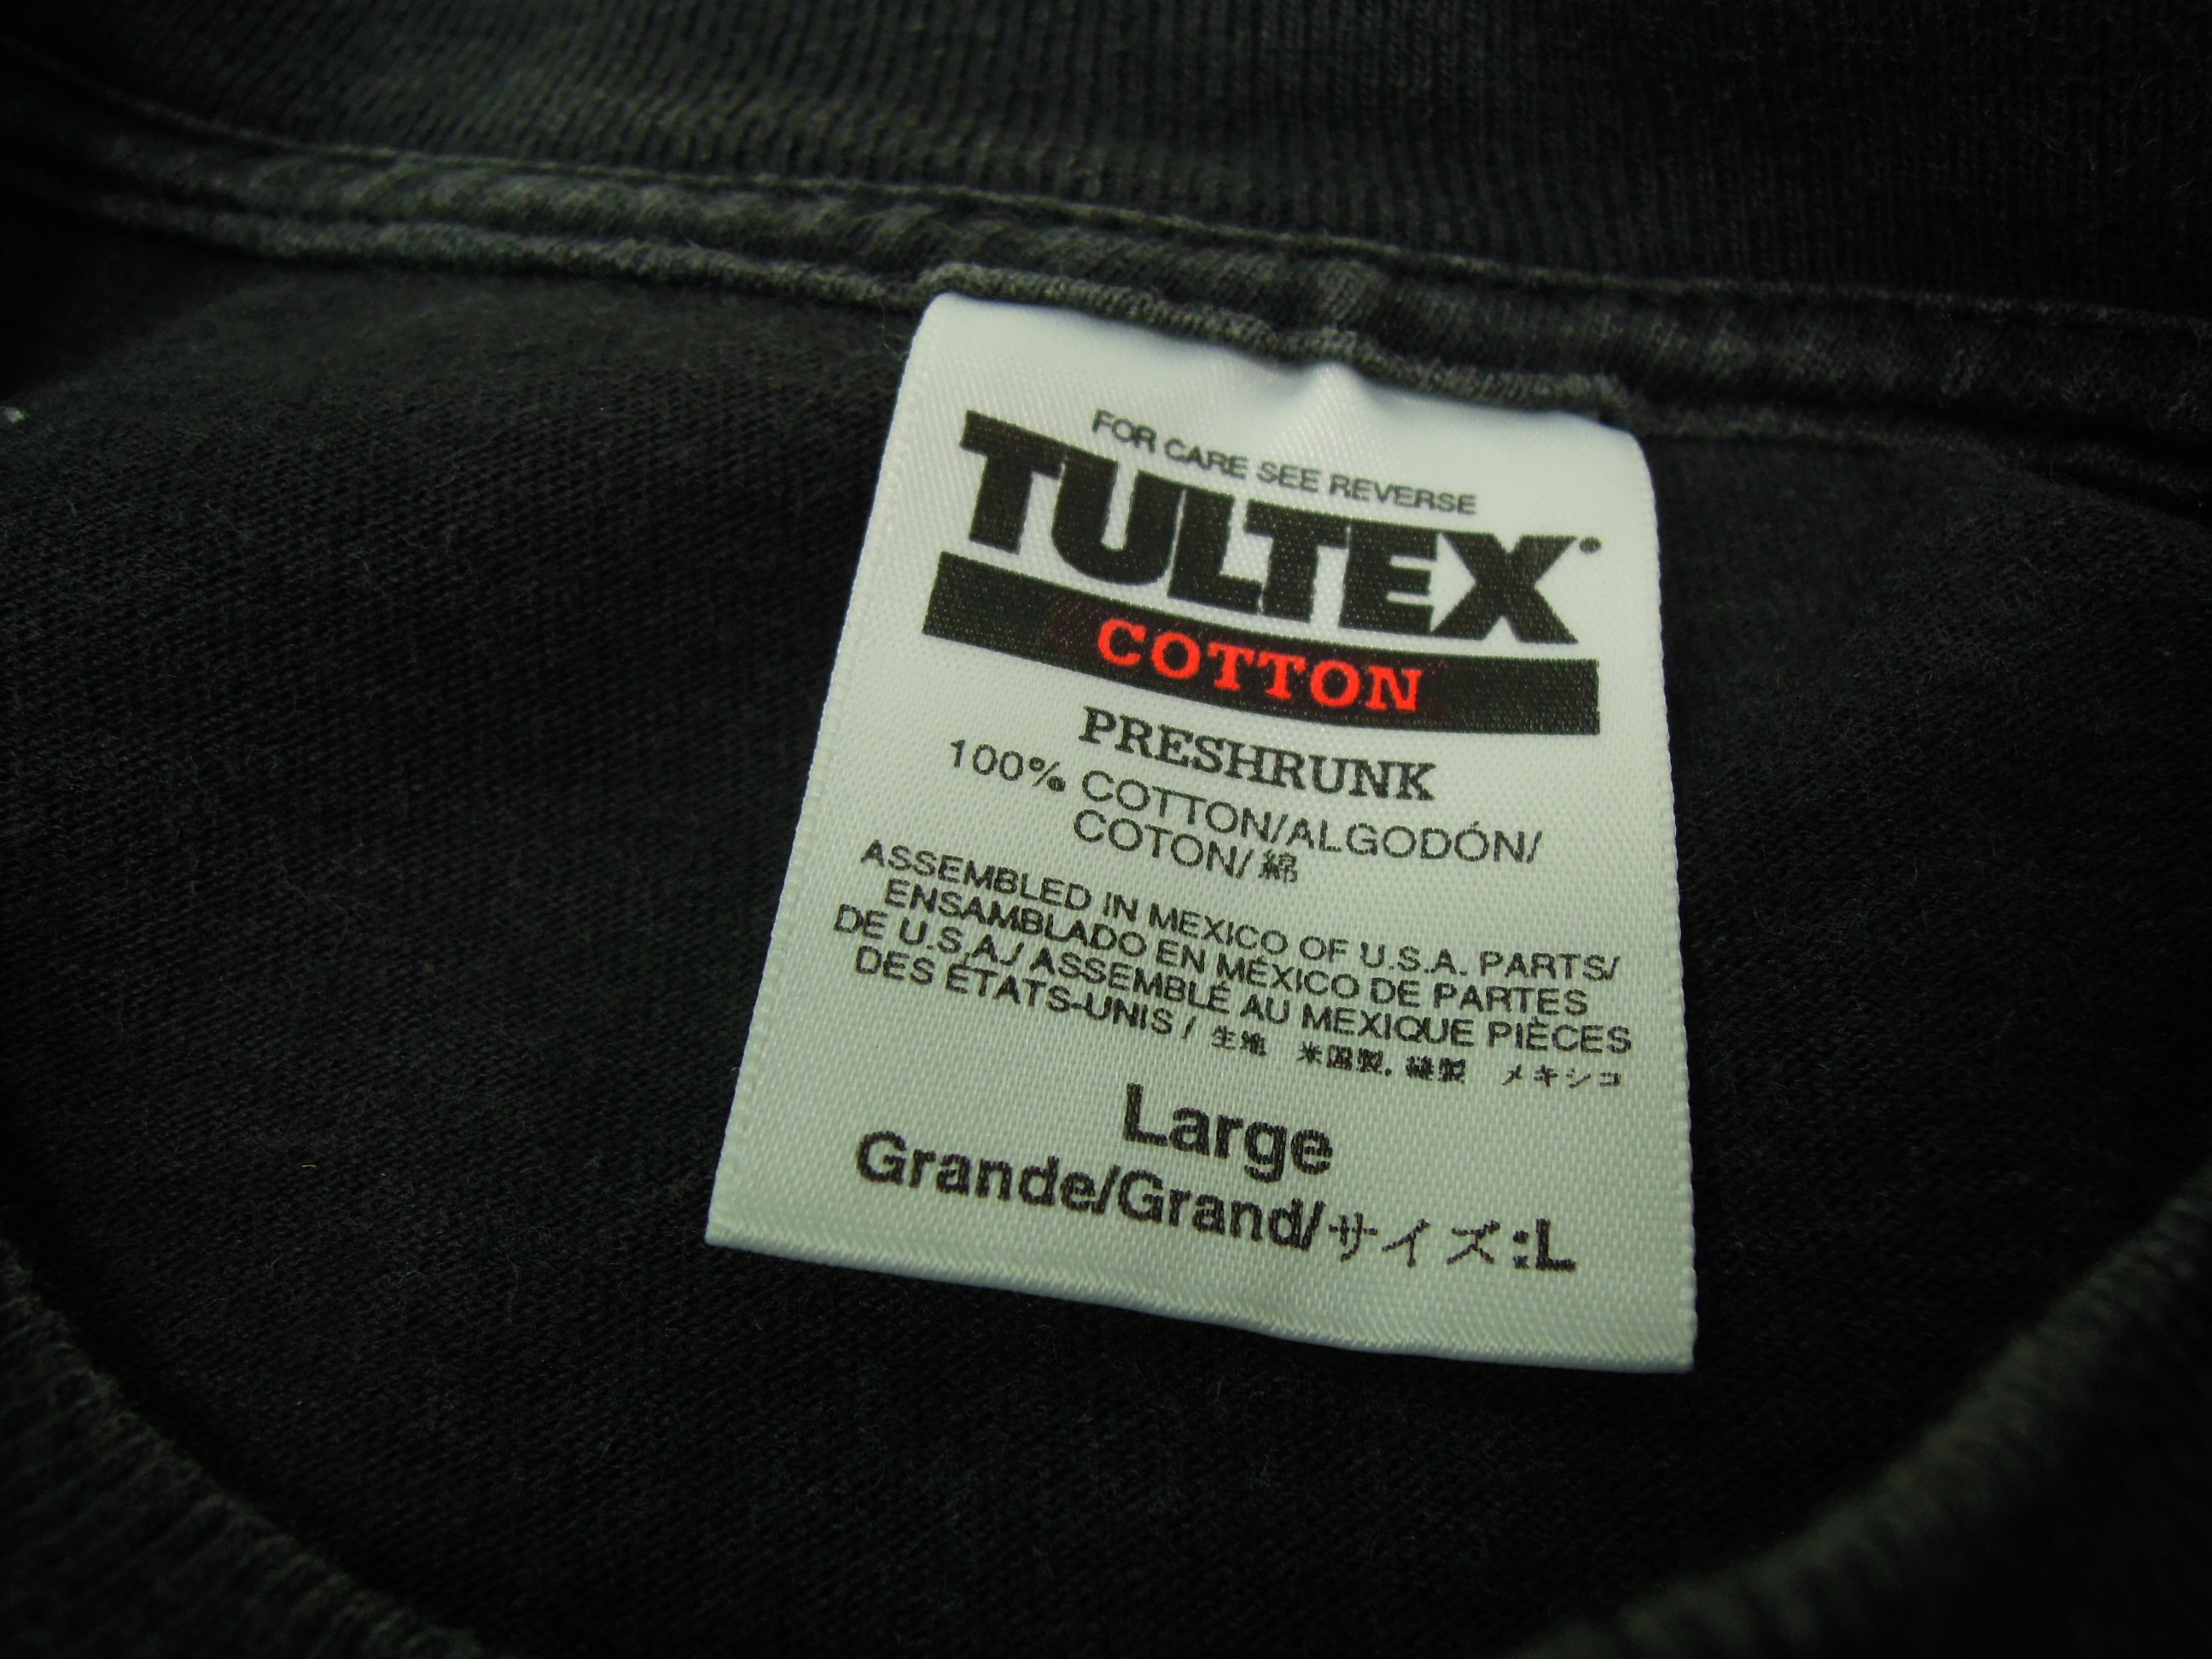 FOR CARE SEE REVERSE
TULTEX
COTTON
PRESHRUNK
100% COTTON/ALGODÓN/
COTON/ 綿
ASSEMBLED IN MEXICO OF U.S.A. PARTS/
ENSAMBLADO EN MÉXICO DE PARTES
DE U.S.A./ ASSEMBLÉ AU MEXIQUE PIÈCES
DES ÉTATS-UNIS / 生地 米国製. 縫製 メキシコ
Large
Grande/Grand/サイズ:L